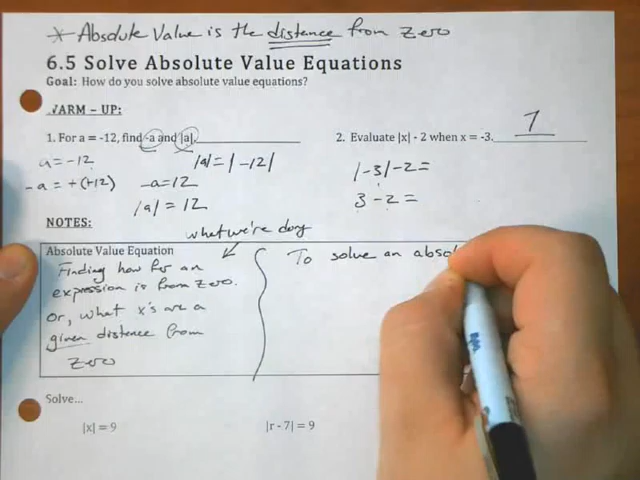 * Absolute Value is the distance from zero
6.5 Solve Absolute Value Equations
Goal: How do you solve absolute value equations?
WARM – UP:
1. For a = -12, find -a and |a|.
a = -12
|a| = |-12|
-a = +(+12)
-a = 12
|a| = 12
2. Evaluate |x| - 2 when x = -3. 1
|-3| - 2 =
3 - 2 =
NOTES:
what we're doing
Absolute Value Equation
Finding how far an
expression is from zero.
or, what x's are a
given distance from
zero
To solve an absol
Solve...
|x| = 9
|r - 7| = 9